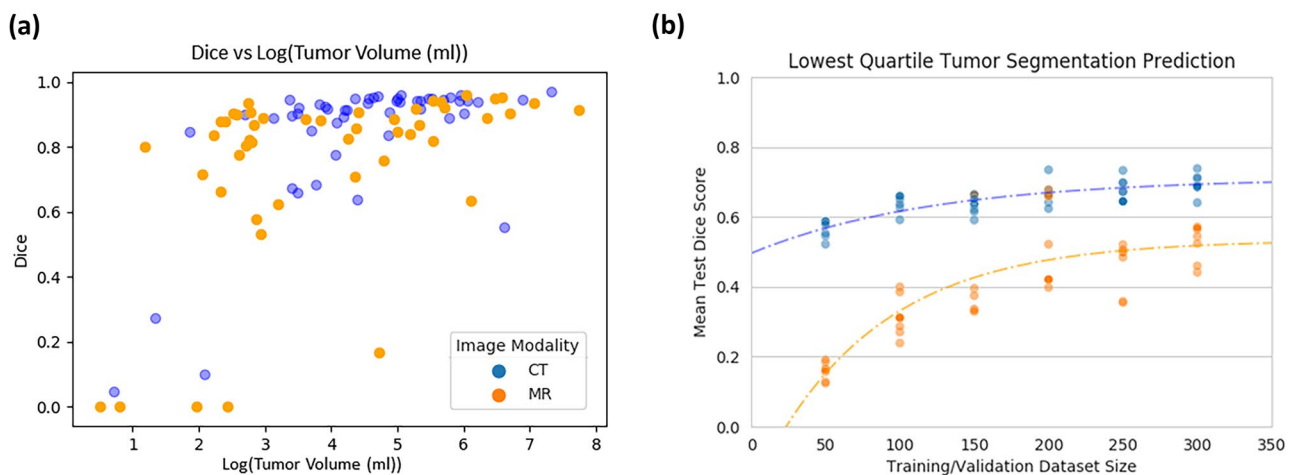 (a)
Dice vs Log(Tumor Volume (ml))
1.0
0.8
0.6
0.4
0.2
0.0
Dice
1 2 3 4 5 6 7 8
Log(Tumor Volume (ml))
Image Modality
CT
MR
(b)
Lowest Quartile Tumor Segmentation Prediction
1.0
0.8
0.6
0.4
0.2
0.0
Mean Test Dice Score
0 50 100 150 200 250 300 350
Training/Validation Dataset Size